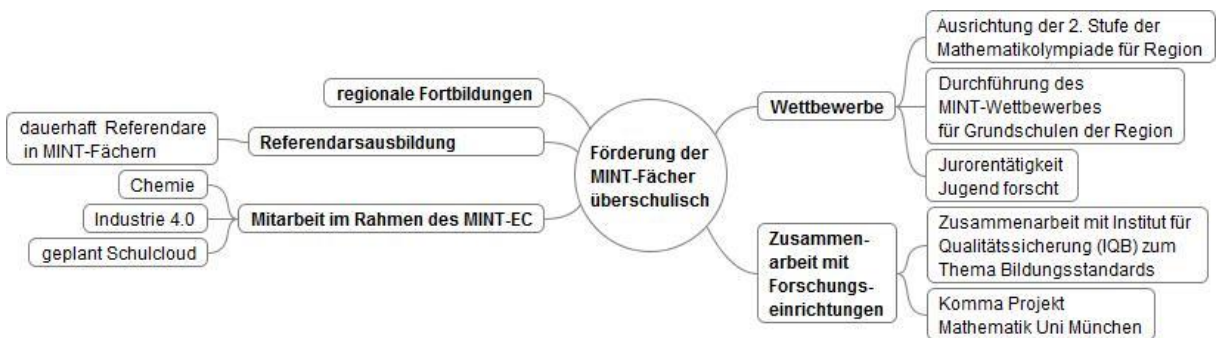 Förderung der
MINT-Fächer
überschulisch
regionale Fortbildungen
Referendarsausbildung
dauerhaft Referendare
in MINT-Fächern
Mitarbeit im Rahmen des MINT-EC
Chemie
Industrie 4.0
geplant Schulcloud
Wettbewerbe
Ausrichtung der 2. Stufe der
Mathematikolympiade für Region
Durchführung des
MINT-Wettbewerbes
für Grundschulen der Region
Jurorentätigkeit
Jugend forscht
Zusammen-
arbeit mit
Forschungs-
einrichtungen
Zusammenarbeit mit Institut für
Qualitätssicherung (IQB) zum
Thema Bildungsstandards
Komma Projekt
Mathematik Uni München